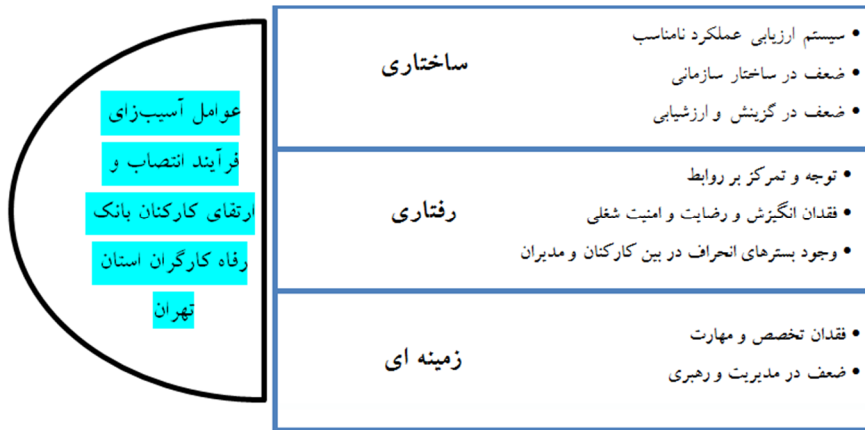 عوامل آسیب‌زای
فرآیند انتصاب و
ارتقای کارکنان بانک
رفاه کارگران استان
تهران
ساختاری
• سیستم ارزیابی عملکرد نامناسب
• ضعف در ساختار سازمانی
• ضعف در گزینش و ارزشیابی
رفتاری
• توجه و تمرکز بر روابط
• فقدان انگیزش و رضایت و امنیت شغلی
• وجود بسترهای انحراف در بین کارکنان و مدیران
زمینه ای
• فقدان تخصص و مهارت
• ضعف در مدیریت و رهبری